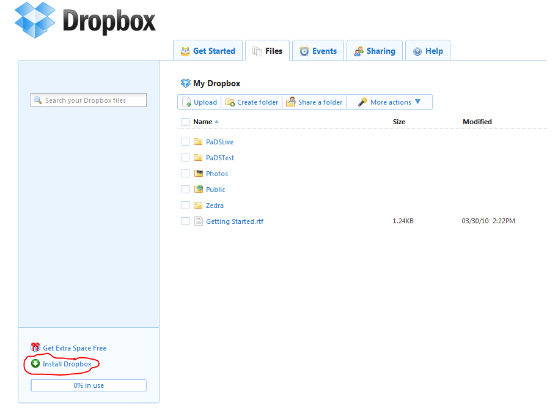 Dropbox
Get Started Files Events Sharing Help
Search your Dropbox files
My Dropbox
Upload Create folder Share a folder More actions
Name Size Modified
PaDSLive
PaDSTest
Photos
Public
Zedra
Getting Started.rtf 1.24KB 03/30/10 2:22PM
Get Extra Space Free
Install Dropbox
0% in use